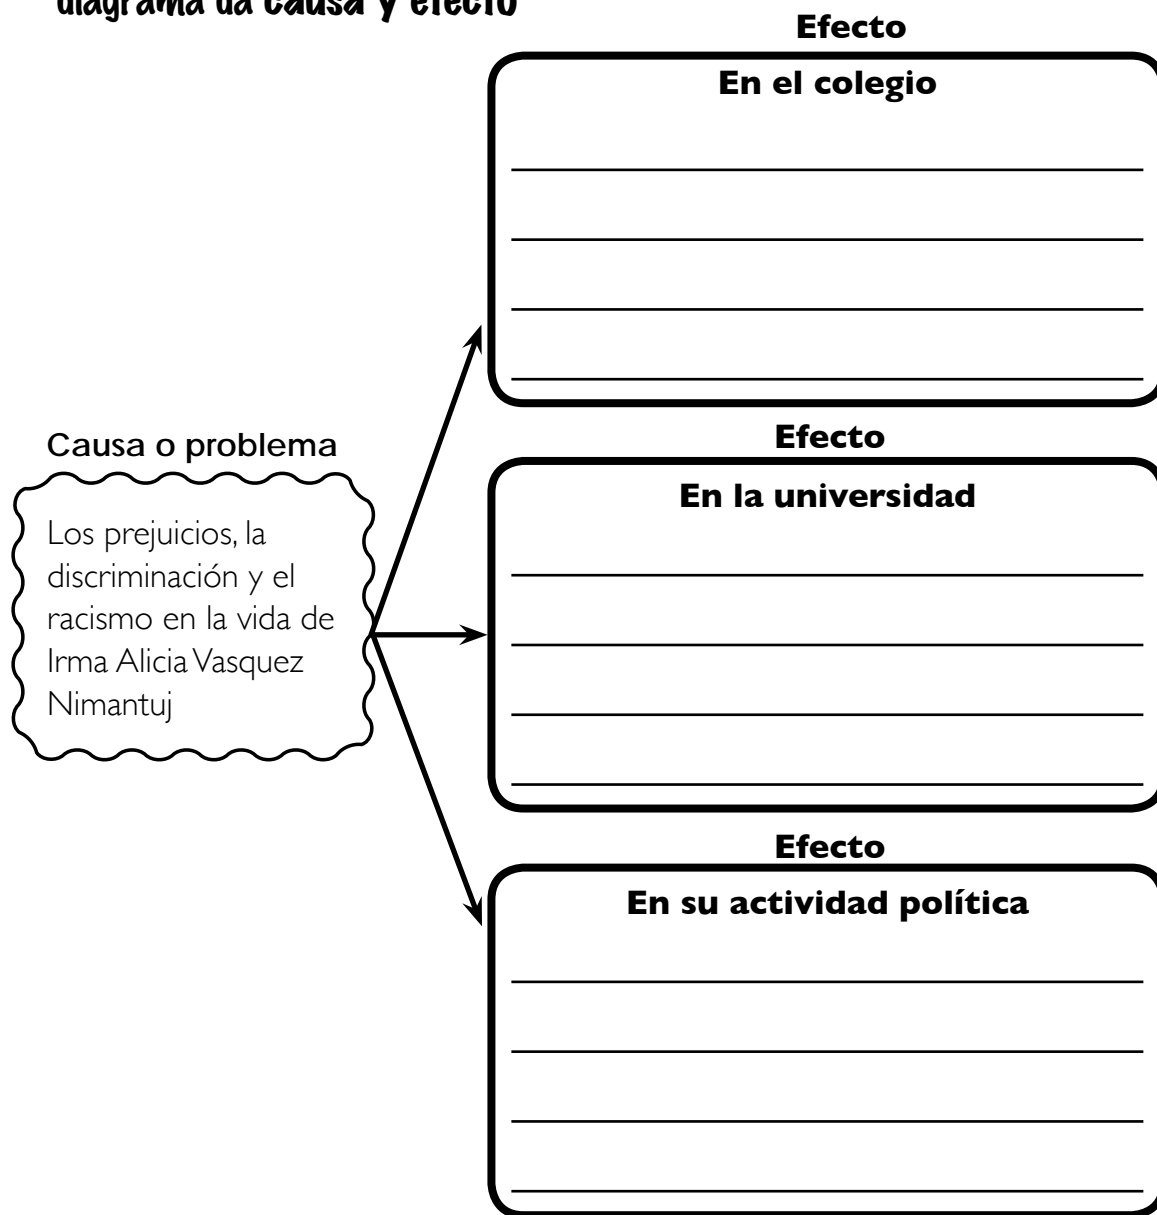 diagrama da causa y efecto
Efecto
En el colegio
Causa o problema
Los prejuicios, la
discriminación y el
racismo en la vida de
Irma Alicia Vasquez
Nimantuj
Efecto
En la universidad
Efecto
En su actividad política